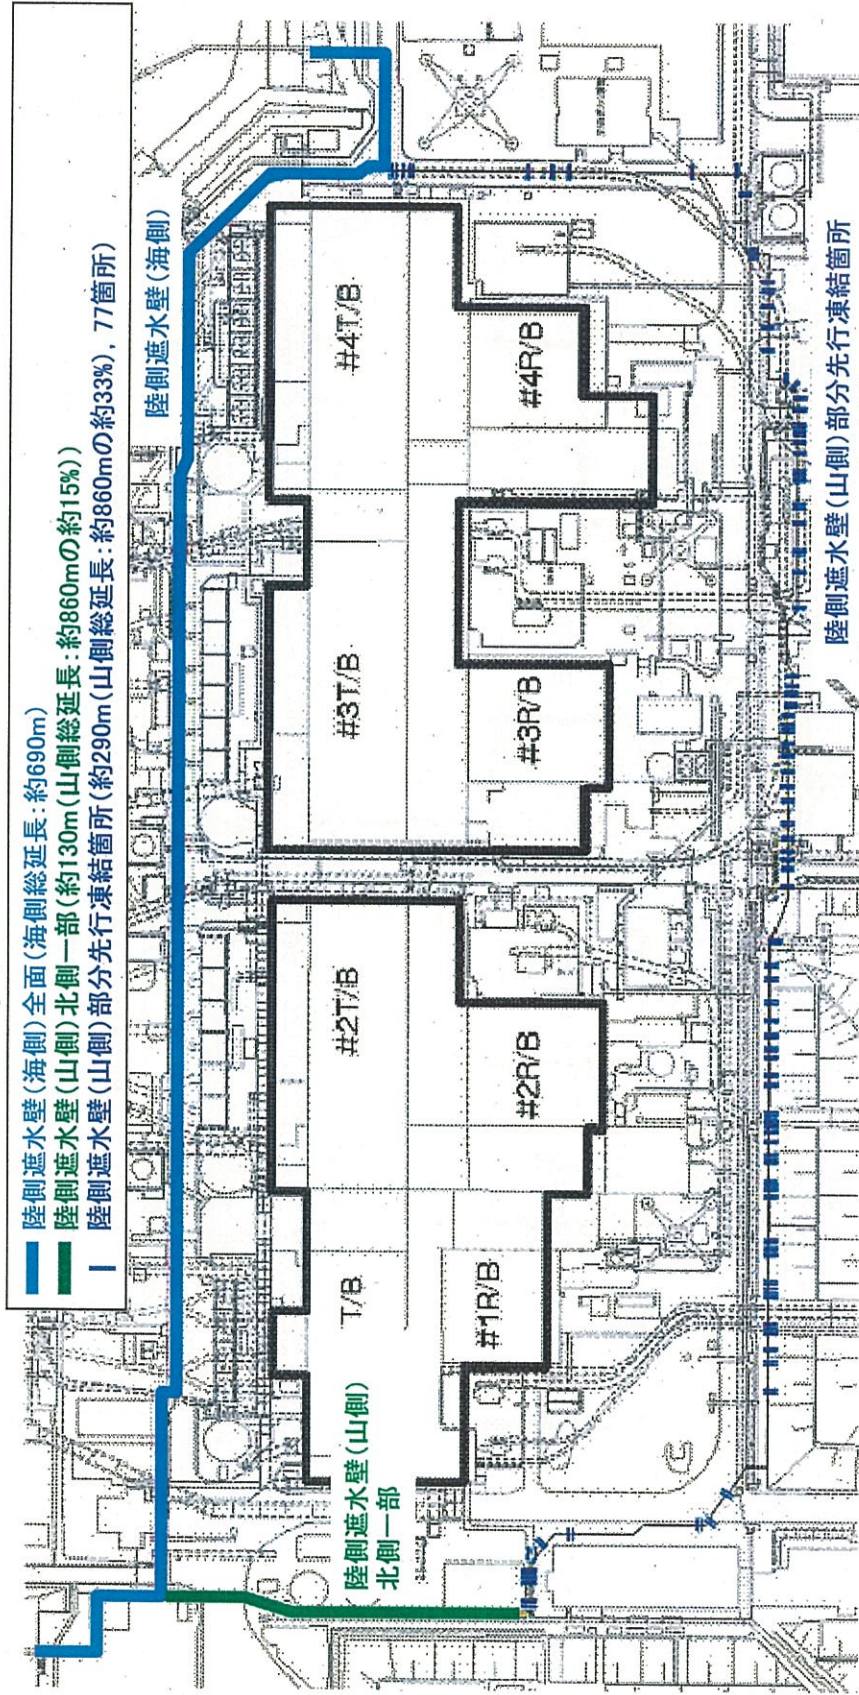 陸側遮水壁(海側)全面(海側総延長:約690m)
陸側遮水壁(山側)北側一部(約130m(山側総延長:約860mの約15%))
陸側遮水壁(山側)部分先行凍結箇所(約290m(山側総延長:約860mの約33%),77箇所)
陸側遮水壁(海側)
T/B
#2T/B
#3T/B
#4T/B
#1R/B
#2R/B
#3R/B
#4R/B
陸側遮水壁(山側)
北側一部
陸側遮水壁(山側)部分先行凍結箇所